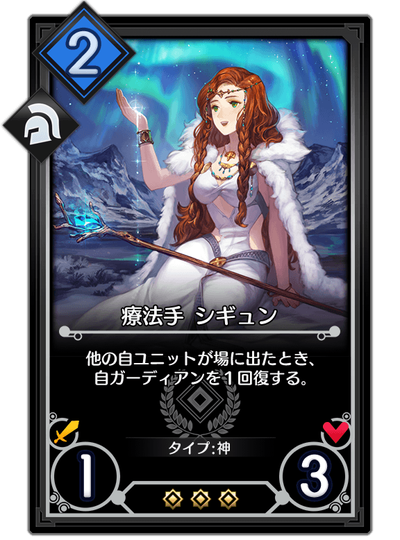 2
療法手 シギュン
他の自ユニットが場に出たとき、
自ガーディアンを1回復する。
タイプ:神
1
3